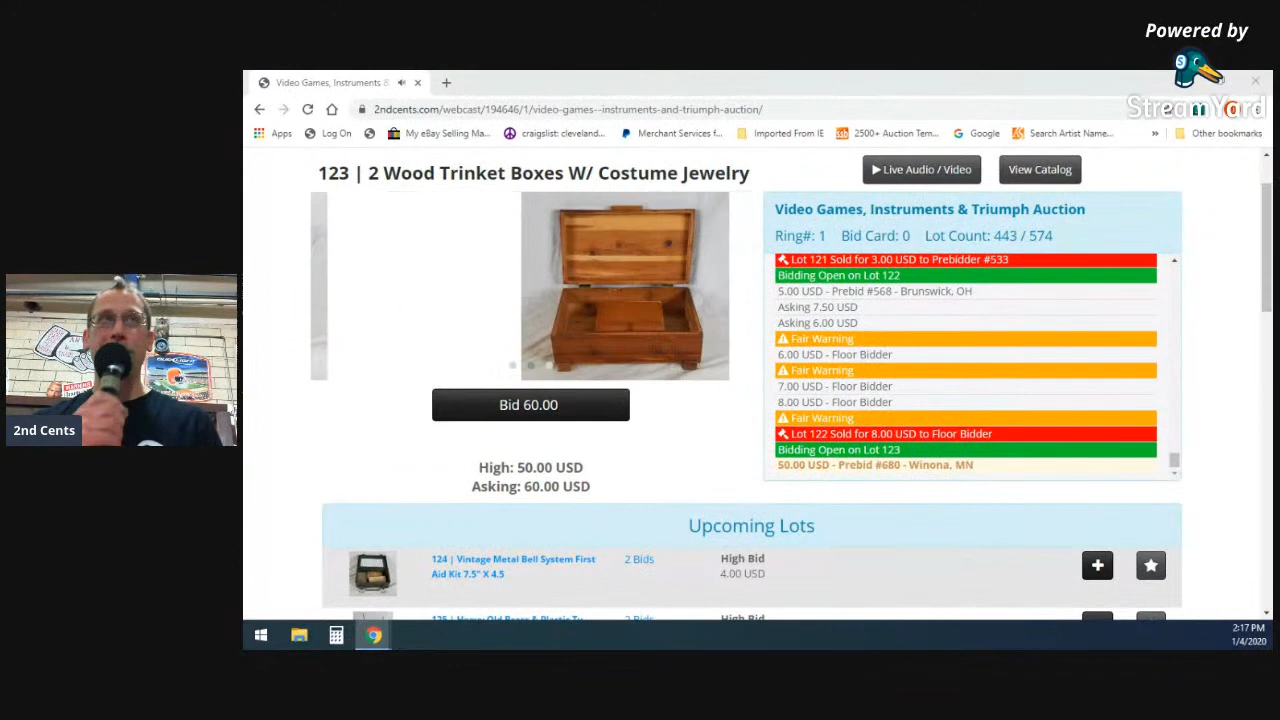 Powered by
StreamYard
Video Games, Instruments &
2ndcents.com/webcast/194646/1/video-games--instruments-and-triumph-auction/
Apps
Log On
My eBay Selling Ma...
craigslist: cleveland...
Merchant Services f...
Imported From IE
2500+ Auction Tem...
Google
Search Artist Name...
»
Other bookmarks
123 | 2 Wood Trinket Boxes W/ Costume Jewelry
Live Audio / Video
View Catalog
Video Games, Instruments & Triumph Auction
Ring#: 1 Bid Card: 0 Lot Count: 443 / 574
Lot 121 Sold for 3.00 USD to Prebidder #533
Bidding Open on Lot 122
5.00 USD - Prebid #568 - Brunswick, OH
Asking 7.50 USD
Asking 6.00 USD
Fair Warning
6.00 USD - Floor Bidder
Fair Warning
7.00 USD - Floor Bidder
8.00 USD - Floor Bidder
Fair Warning
Lot 122 Sold for 8.00 USD to Floor Bidder
Bidding Open on Lot 123
50.00 USD - Prebid #680 - Winona, MN
Bid 60.00
High: 50.00 USD
Asking: 60.00 USD
2nd Cents
Upcoming Lots
124 | Vintage Metal Bell System First
Aid Kit 7.5" X 4.5
2 Bids
High Bid
4.00 USD
2 Bids
High Bid
2:17 PM
1/4/2020